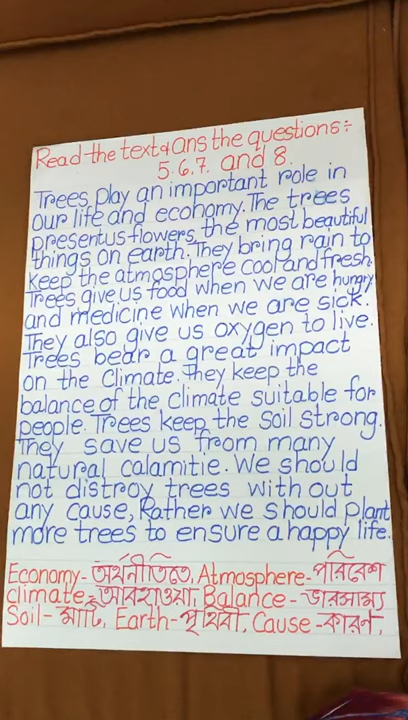 Read the text & ans the questions÷
5. 6. 7. and 8.
Trees play an important role in
our life and economy. The trees
present us flowers, the most beautiful
things on earth. They bring rain to
keep the atmosphere cool and fresh.
Trees give us food when we are hungry
and medicine when we are sick.
They also give us oxygen to live.
Trees bear a great impact
on the Climate. They keep the
balance of the climate suitable for
people. Trees keep the Soil strong.
They save us from many
natural calamitie. We should
not distroy trees with out
any cause, Rather we should plant
more trees to ensure a happy life.
Economy- অর্থনীতিতে, Atmosphere- পরিবেশ
climate- আবহাওয়া, Balance - ভারসাম্য
Soil- মাটি, Earth- পৃথিবী, Cause - কারণ,